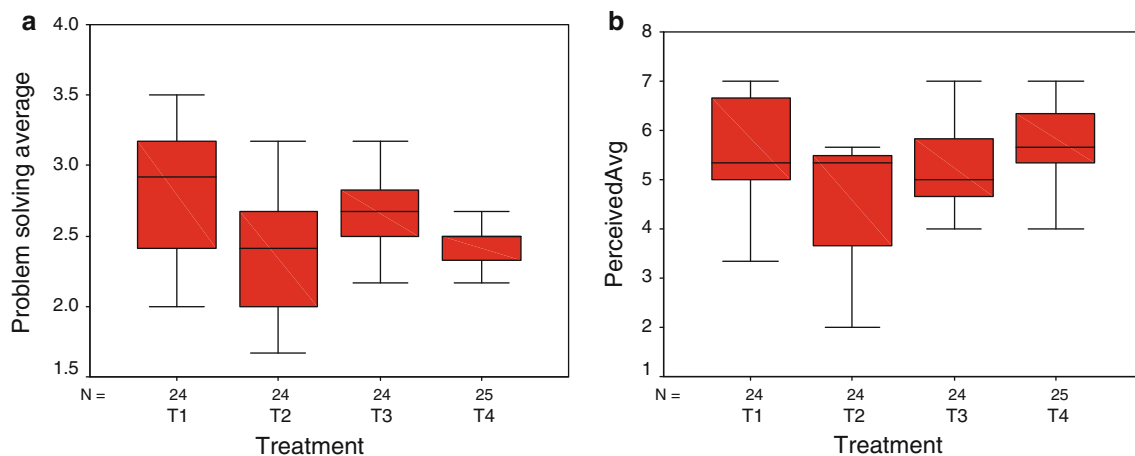 a
4.0
3.5
3.0
2.5
2.0
1.5
Problem solving average
N = 24 24 24 25
T1 T2 T3 T4
Treatment
b
8
7
6
5
4
3
2
1
PerceivedAvg
N = 24 24 24 25
T1 T2 T3 T4
Treatment